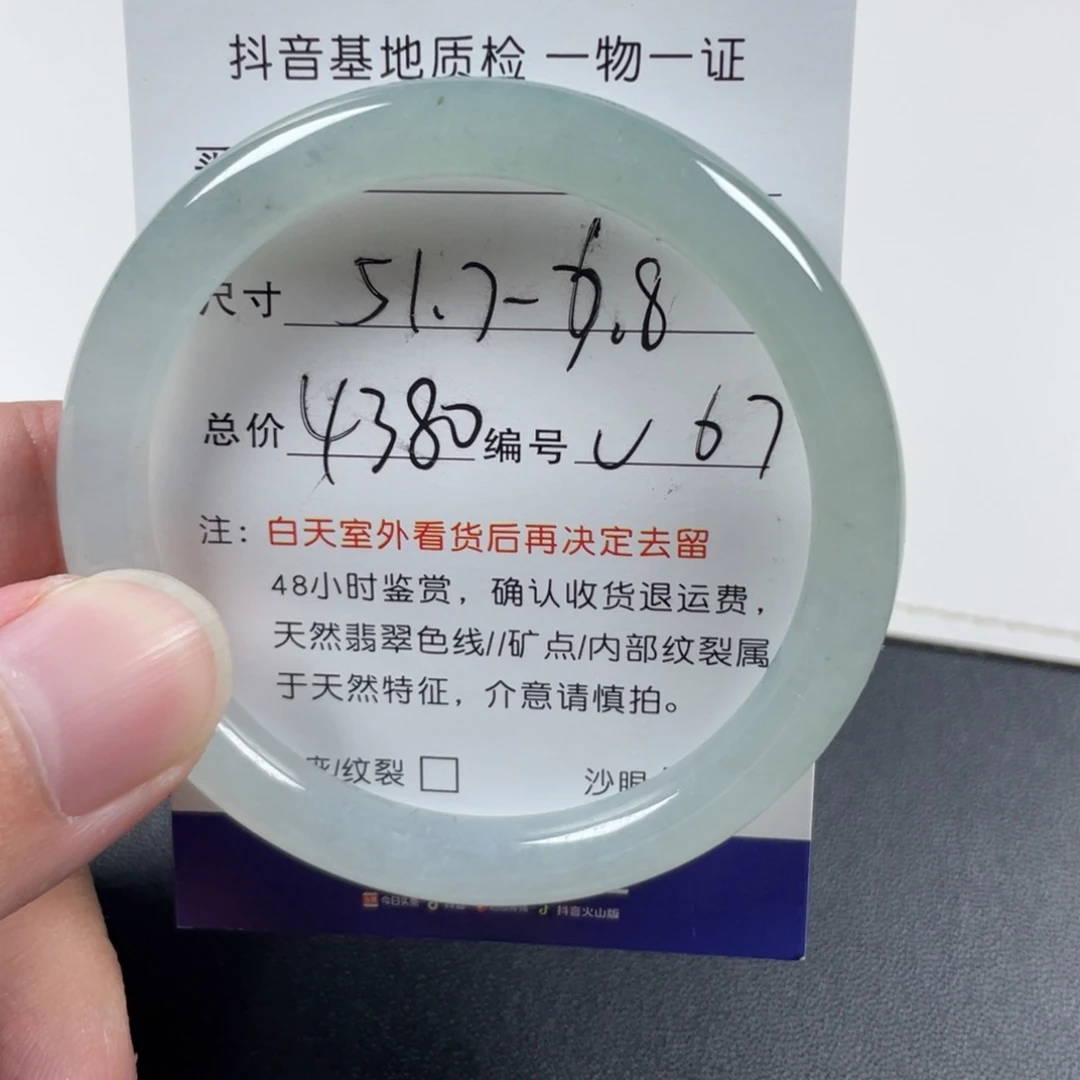 抖音基地质检 一物一证
尺寸 51.7-6.8
总价 4380 编号 U 67
注：白天室外看货后再决定去留
48小时鉴赏，确认收货退运费，
天然翡翠色线//矿点/内部纹裂属
于天然特征，介意请慎拍。
/纹裂 □ 沙眼
今日头条 抖音火山版